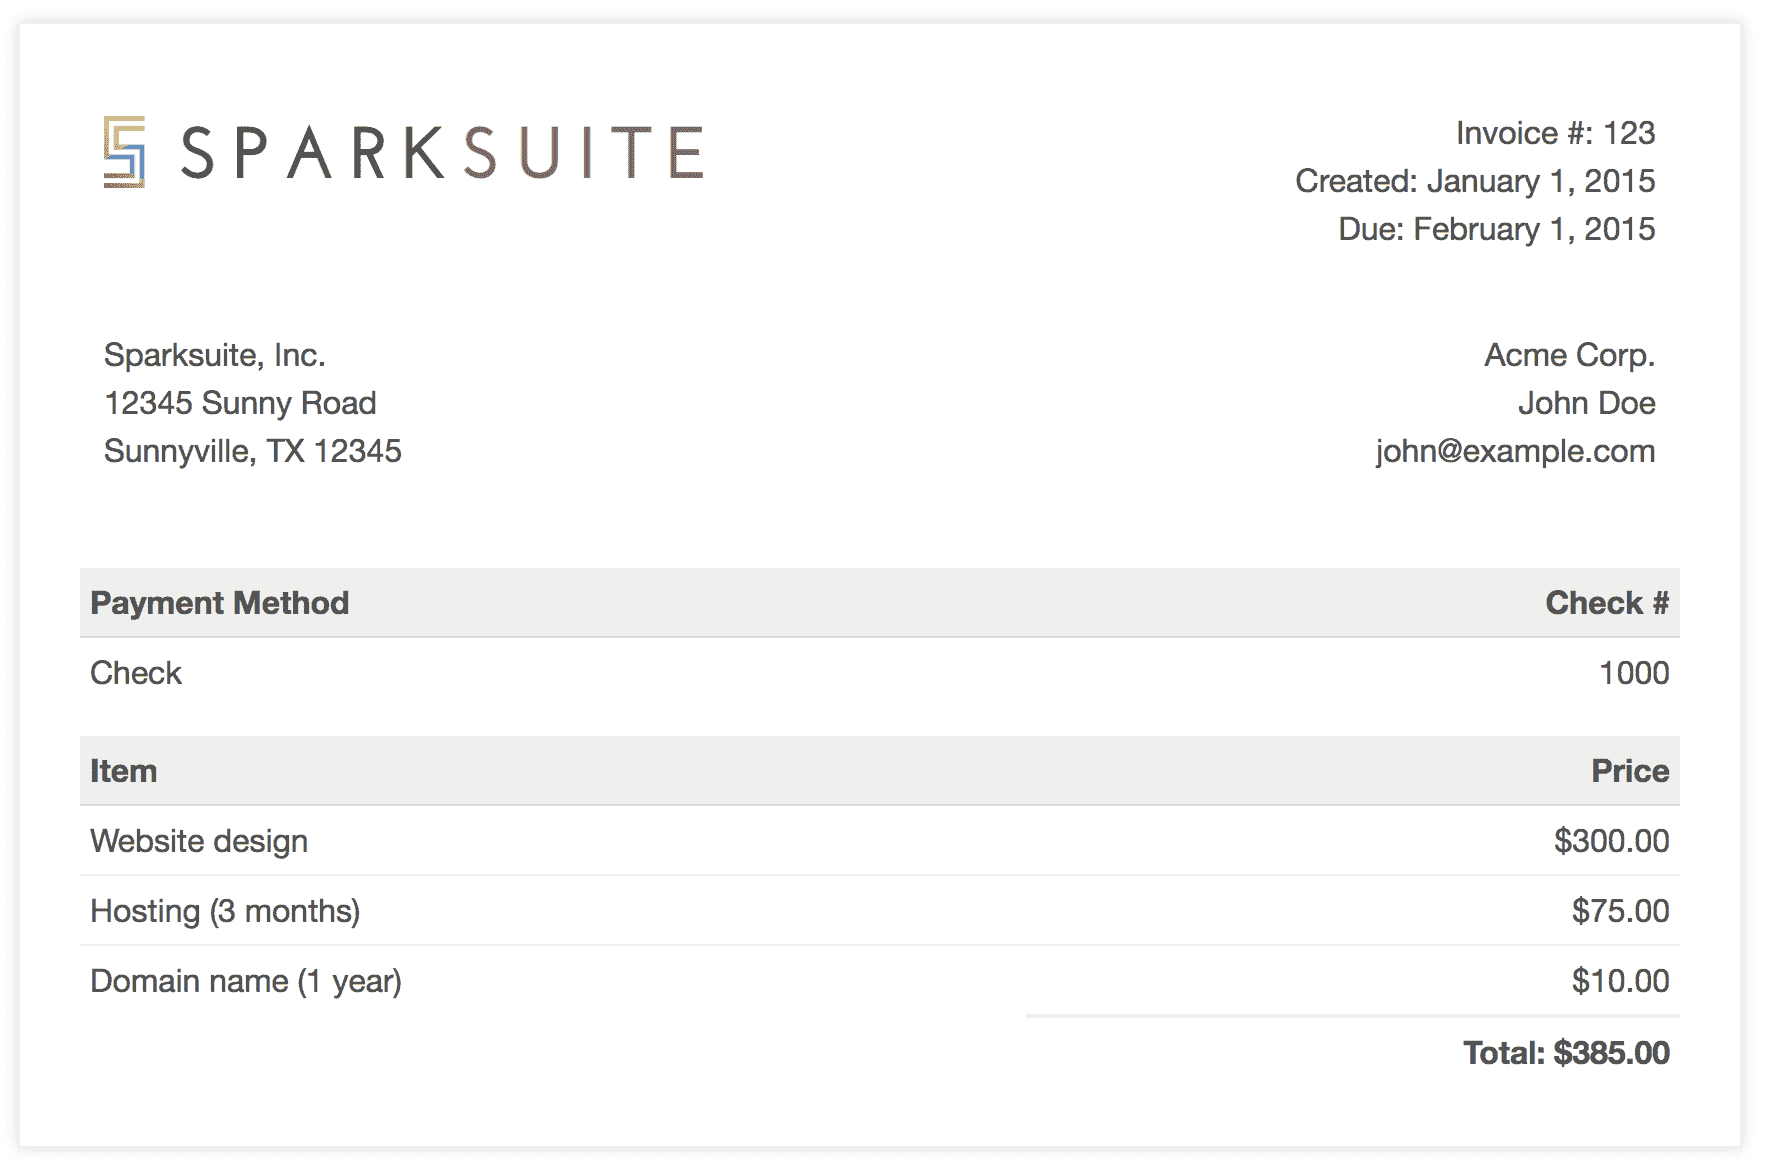 SPARKSUITE
Invoice #: 123
Created: January 1, 2015
Due: February 1, 2015
Sparksuite, Inc.
12345 Sunny Road
Sunnyville, TX 12345
Acme Corp.
John Doe
john@example.com
Payment Method Check #
Check 1000
Item Price
Website design $300.00
Hosting (3 months) $75.00
Domain name (1 year) $10.00
Total: $385.00